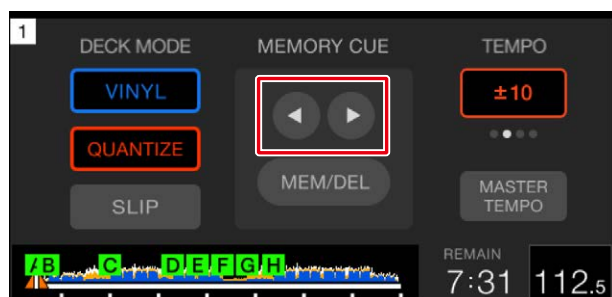 1
DECK MODE
MEMORY CUE
TEMPO
VINYL
±10
QUANTIZE
MEM/DEL
SLIP
MASTER
TEMPO
A B C D E F G H
REMAIN
7:31
112.5